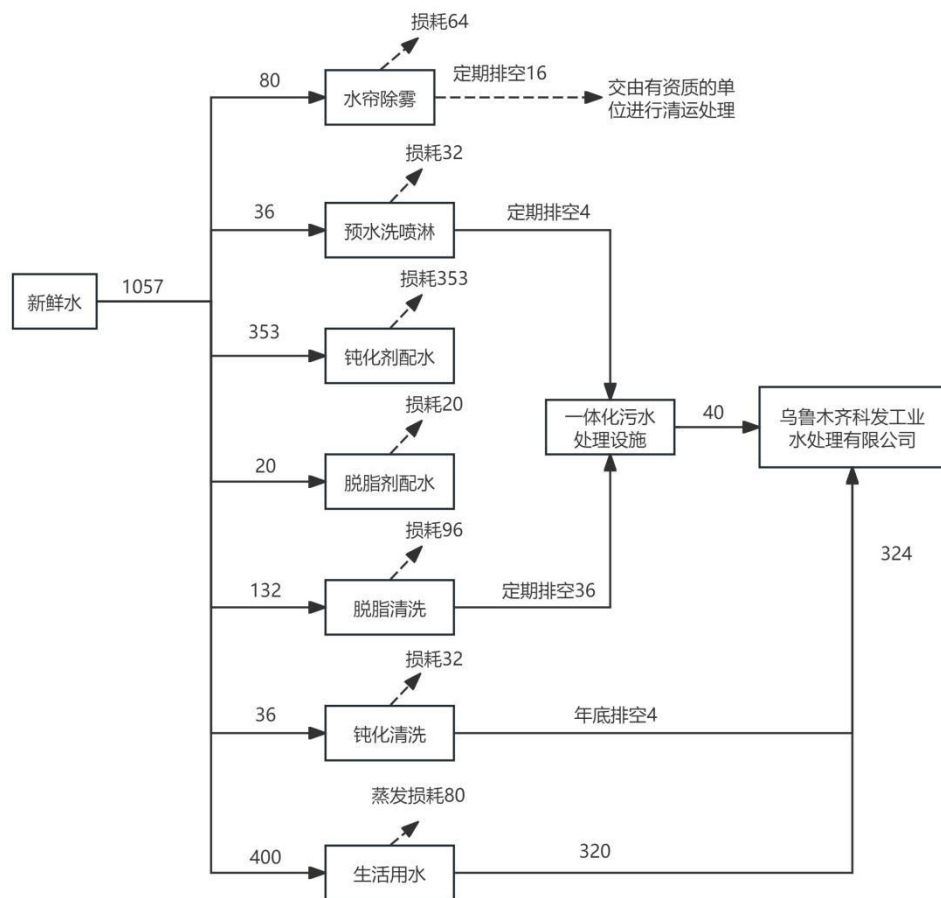 损耗64
80
水帘除雾
定期排空16
交由有资质的单
位进行清运处理
损耗32
36
预水洗喷淋
定期排空4
新鲜水
1057
损耗353
353
钝化剂配水
损耗20
20
脱脂剂配水
一体化污水
处理设施
40
乌鲁木齐科发工业
水处理有限公司
损耗96
132
脱脂清洗
定期排空36
324
损耗32
36
钝化清洗
年底排空4
蒸发损耗80
400
生活用水
320